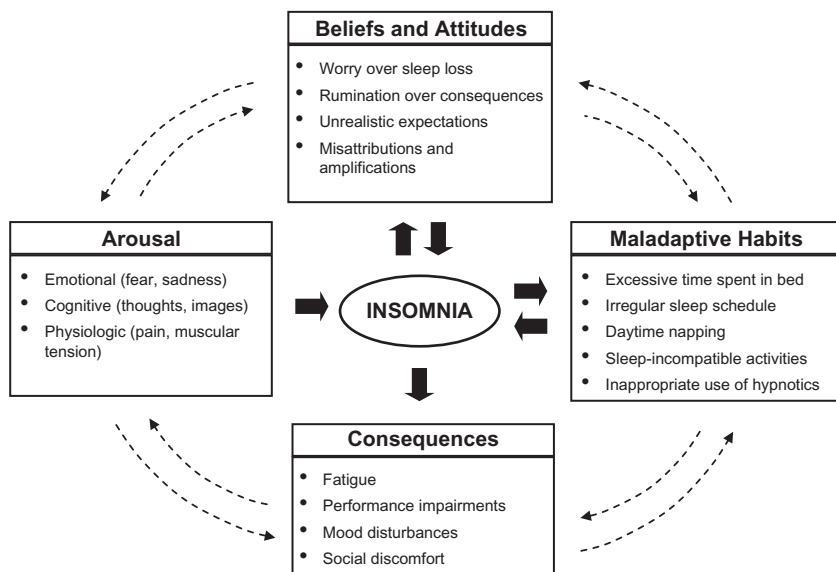 Beliefs and Attitudes
• Worry over sleep loss
• Rumination over consequences
• Unrealistic expectations
• Misattributions and
amplifications
Arousal
• Emotional (fear, sadness)
• Cognitive (thoughts, images)
• Physiologic (pain, muscular
tension)
INSOMNIA
Maladaptive Habits
• Excessive time spent in bed
• Irregular sleep schedule
• Daytime napping
• Sleep-incompatible activities
• Inappropriate use of hypnotics
Consequences
• Fatigue
• Performance impairments
• Mood disturbances
• Social discomfort